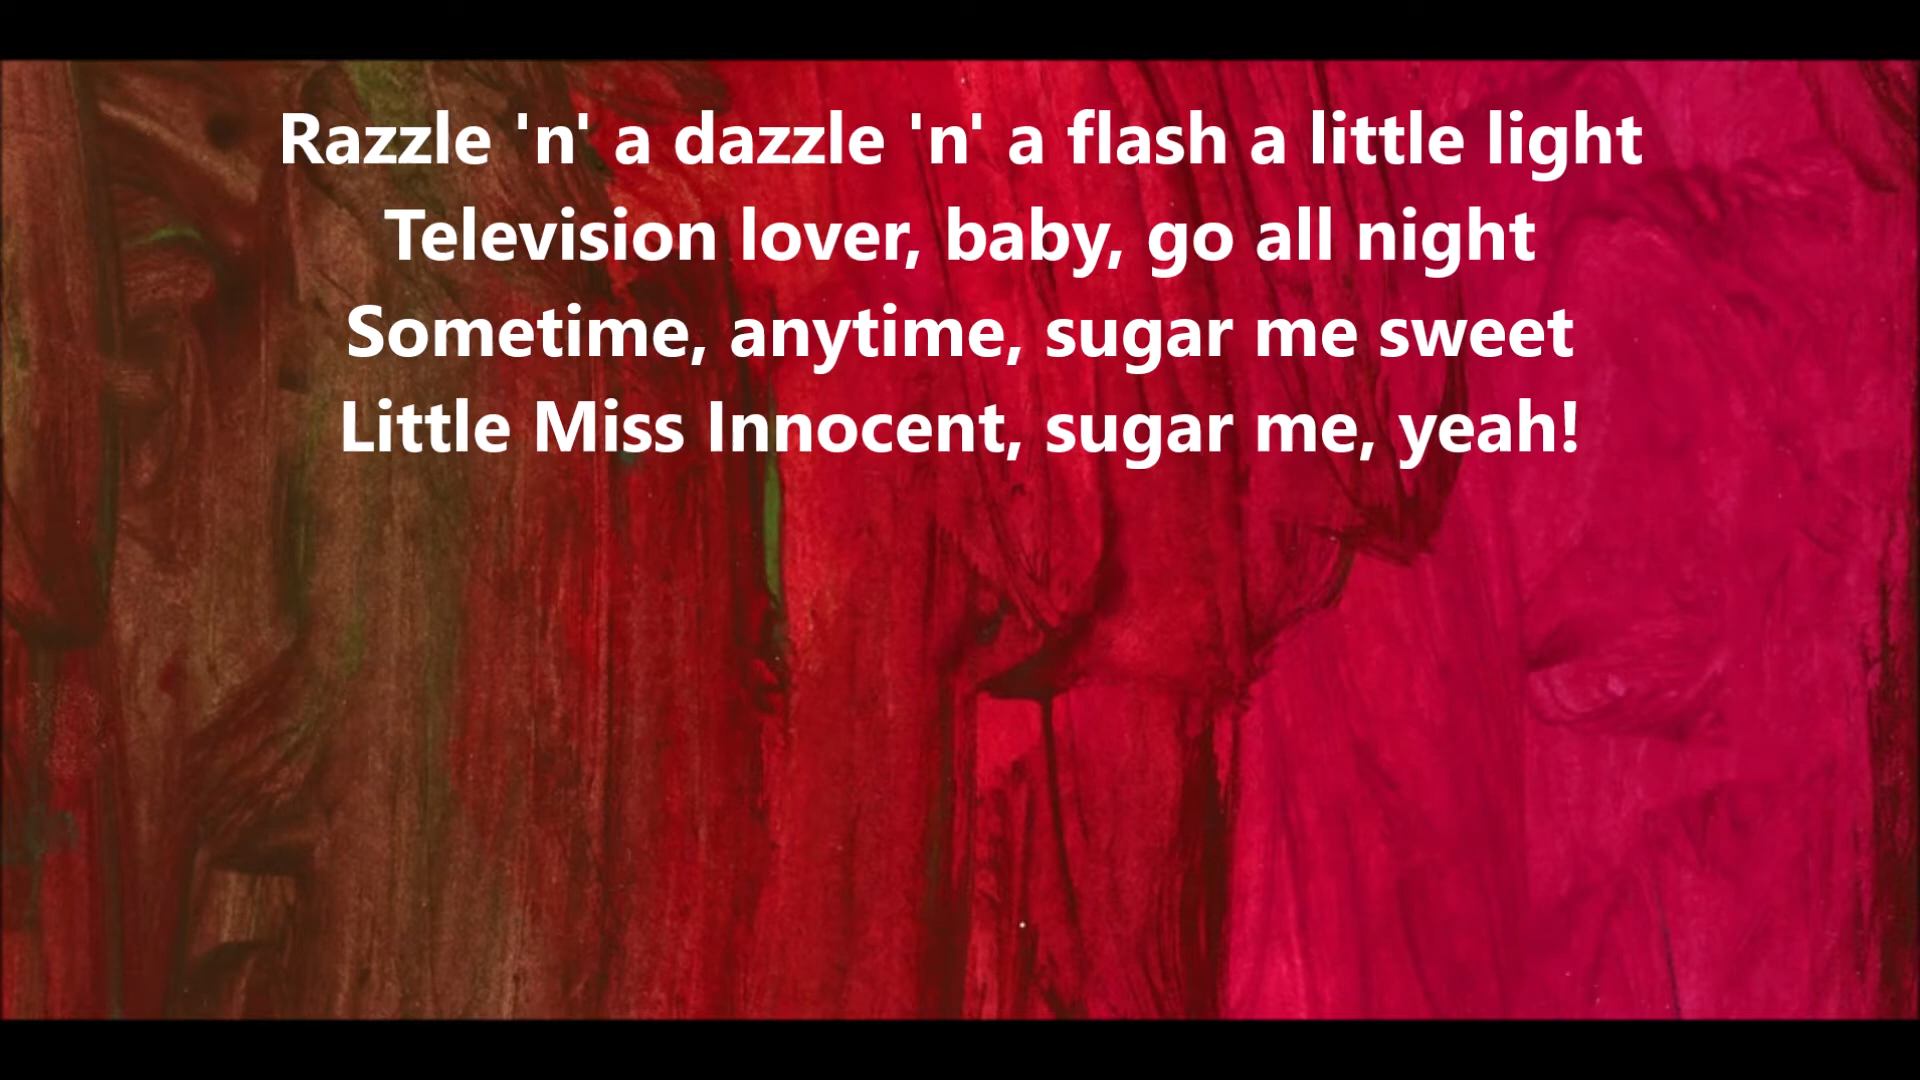 Razzle 'n' a dazzle 'n' a flash a little light
Television lover, baby, go all night
Sometime, anytime, sugar me sweet
Little Miss Innocent, sugar me, yeah!